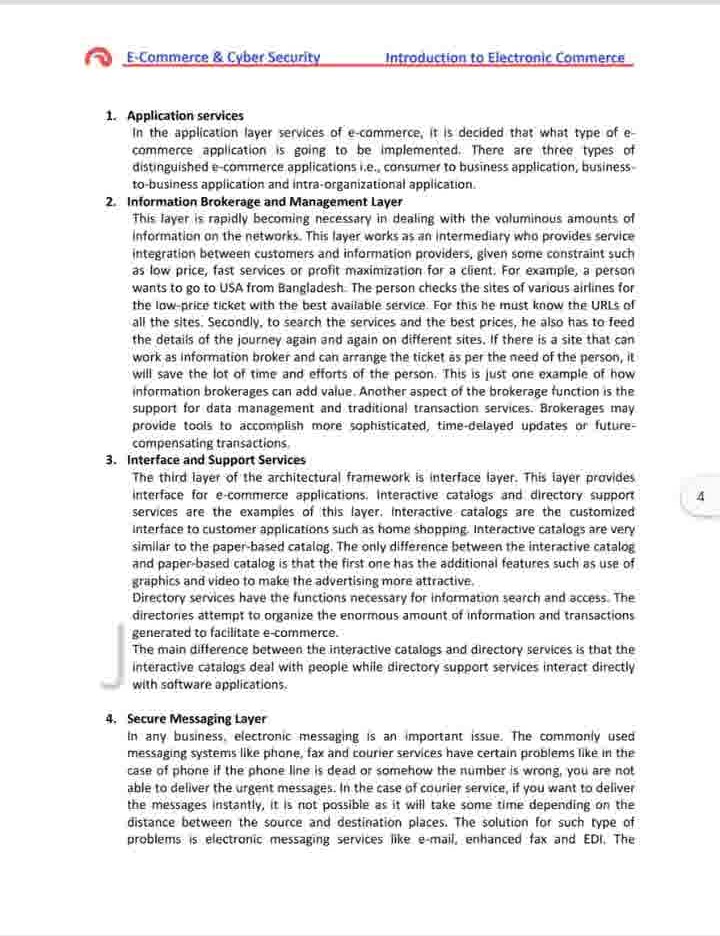 E-Commerce & Cyber Security Introduction to Electronic Commerce
1. Application services
In the application layer services of e-commerce, it is decided that what type of e-
commerce application is going to be implemented. There are three types of
distinguished e-commerce applications i.e., consumer to business application, business-
to-business application and intra-organizational application.
2. Information Brokerage and Management Layer
This layer is rapidly becoming necessary in dealing with the voluminous amounts of
information on the networks. This layer works as an intermediary who provides service
integration between customers and information providers, given some constraint such
as low price, fast services or profit maximization for a client. For example, a person
wants to go to USA from Bangladesh. The person checks the sites of various airlines for
the low-price ticket with the best available service. For this he must know the URLs of
all the sites. Secondly, to search the services and the best prices, he also has to feed
the details of the journey again and again on different sites. If there is a site that can
work as information broker and can arrange the ticket as per the need of the person, it
will save the lot of time and efforts of the person. This is just one example of how
information brokerages can add value. Another aspect of the brokerage function is the
support for data management and traditional transaction services. Brokerages may
provide tools to accomplish more sophisticated, time-delayed updates or future-
compensating transactions.
3. Interface and Support Services
The third layer of the architectural framework is interface layer. This layer provides
interface for e-commerce applications. Interactive catalogs and directory support
services are the examples of this layer. Interactive catalogs are the customized
interface to customer applications such as home shopping. Interactive catalogs are very
similar to the paper-based catalog. The only difference between the interactive catalog
and paper-based catalog is that the first one has the additional features such as use of
graphics and video to make the advertising more attractive.
Directory services have the functions necessary for information search and access. The
directories attempt to organize the enormous amount of information and transactions
generated to facilitate e-commerce.
The main difference between the interactive catalogs and directory services is that the
interactive catalogs deal with people while directory support services interact directly
with software applications.
4. Secure Messaging Layer
In any business, electronic messaging is an important issue. The commonly used
messaging systems like phone, fax and courier services have certain problems like in the
case of phone if the phone line is dead or somehow the number is wrong, you are not
able to deliver the urgent messages. In the case of courier service, if you want to deliver
the messages instantly, it is not possible as it will take some time depending on the
distance between the source and destination places. The solution for such type of
problems is electronic messaging services like e-mail, enhanced fax and EDI. The
4